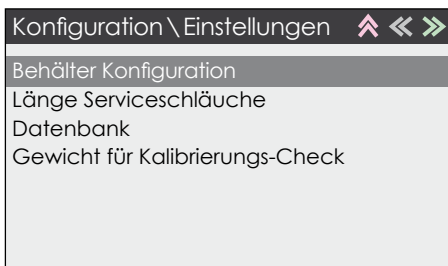 Konfiguration \ Einstellungen
Behälter Konfiguration
Länge Serviceschläuche
Datenbank
Gewicht für Kalibrierungs-Check